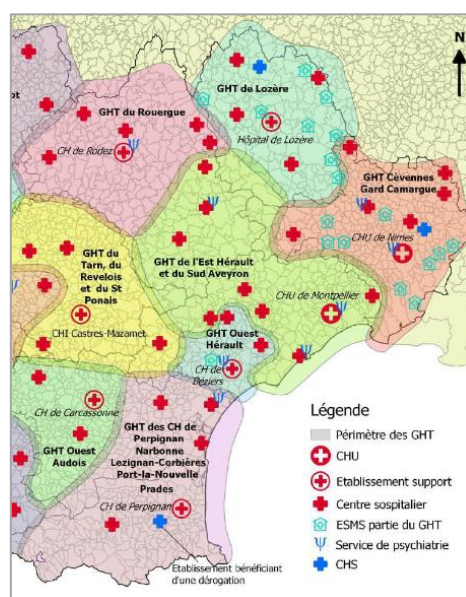 N
ot
GHT de Lozère
GHT du Rouergue
Hôpital de Lozère
CH de Rodez
GHT Cévennes
Gard Camargue
CHU de Nimes
GHT du
Tarn, du
Revelois
et du St
Ponais
GHT de l'Est Hérault
et du Sud Aveyron
CHU de Montpellier
CHI Castres-Mazamet
GHT Ouest
Hérault
CH de
Béziers
CH de Carcassonne
GHT des CH de
Perpignan
Narbonne
Lezignan-Corbières
Port-la-Nouvelle
Prades
GHT Ouest
Audois
CH de Perpignan
Etablissement bénéficiant
d'une dérogation
Légende
Périmètre des GHT
CHU
Etablissement support
Centre sospitalier
ESMS partie du GHT
Service de psychiatrie
CHS